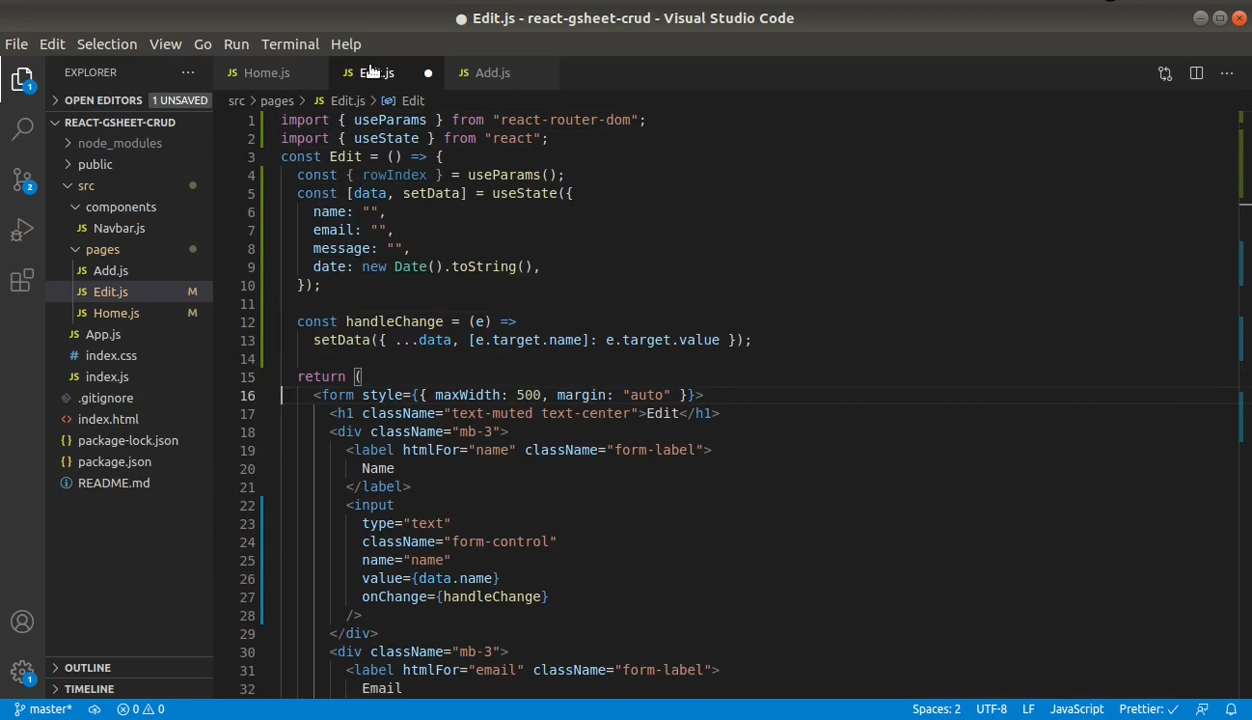 Edit.js - react-gsheet-crud - Visual Studio Code
File Edit Selection View Go Run Terminal Help
1 EXPLORER ... JS Home.js JS JS Add.js ...
OPEN EDITORS 1 UNSAVED src > pages > JS Edit.js > Edit
REACT-GSHEET-CRUD
node_modules
public
src
components
JS Navbar.js
pages
JS Add.js
JS Edit.js M
JS Home.js M
JS App.js
# index.css
JS index.js
.gitignore
<> index.html
{} package-lock.json
{} package.json
README.md
OUTLINE
TIMELINE
2
1
1 import { useParams } from "react-router-dom";
2 import { useState } from "react";
3 const Edit = () => {
4 const { rowIndex } = useParams();
5 const [data, setData] = useState({
6 name: "",
7 email: "",
8 message: "",
9 date: new Date().toString(),
10 });
11
12 const handleChange = (e) =>
13 setData({ ...data, [e.target.name]: e.target.value });
14
15 return (
16 <form style={{ maxWidth: 500, margin: "auto" }}>
17 <h1 className="text-muted text-center">Edit</h1>
18 <div className="mb-3">
19 <label htmlFor="name" className="form-label">
20 Name
21 </label>
22 <input
23 type="text"
24 className="form-control"
25 name="name"
26 value={data.name}
27 onChange={handleChange}
28 />
29 </div>
30 <div className="mb-3">
31 <label htmlFor="email" className="form-label">
32 Email
master* 0 0 Spaces: 2 UTF-8 LF JavaScript Prettier: ✓